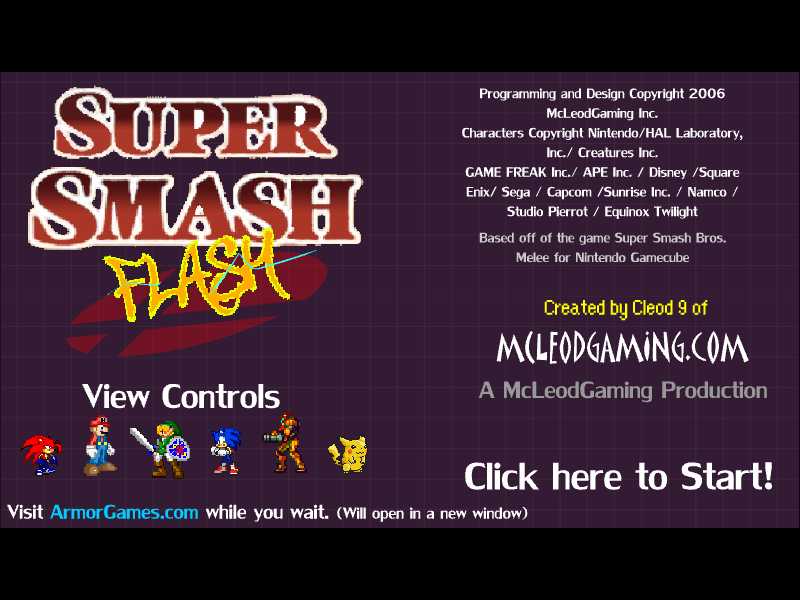 SUPER
SMASH
FLASH
Programming and Design Copyright 2006
McLeodGaming Inc.
Characters Copyright Nintendo/HAL Laboratory,
Inc./ Creatures Inc.
GAME FREAK Inc./ APE Inc. / Disney /Square
Enix/ Sega / Capcom /Sunrise Inc. / Namco /
Studio Pierrot / Equinox Twilight
Based off of the game Super Smash Bros.
Melee for Nintendo Gamecube
Created by Cleod 9 of
MCLEODGAMING.COM
A McLeodGaming Production
View Controls
Click here to Start!
Visit ArmorGames.com while you wait. (Will open in a new window)